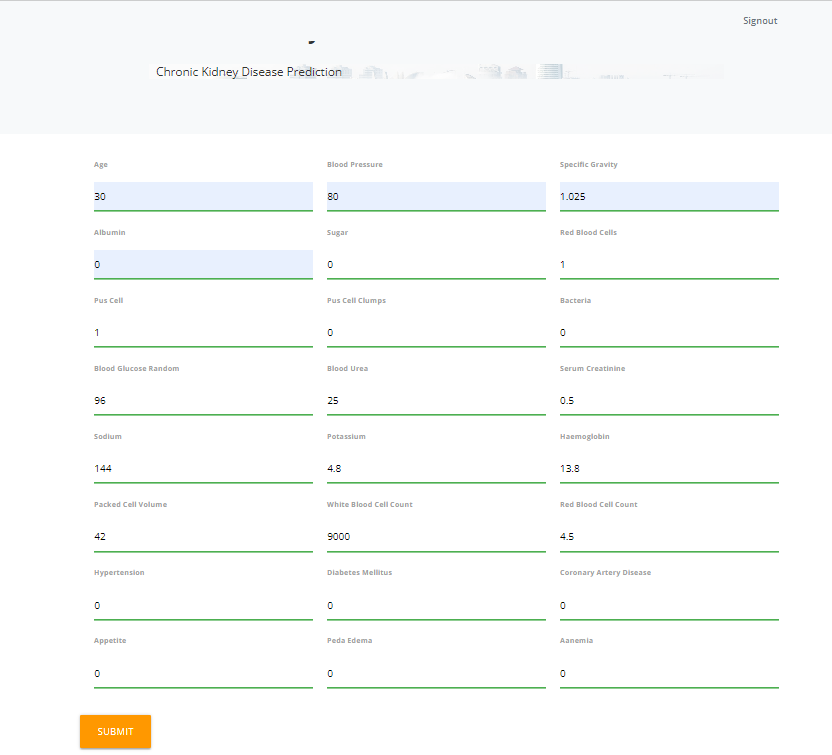 Signout
Chronic Kidney Disease Prediction
Age Blood Pressure Specific Gravity
30 80 1.025
Albumin Sugar Red Blood Cells
0 0 1
Pus Cell Pus Cell Clumps Bacteria
1 0 0
Blood Glucose Random Blood Urea Serum Creatinine
96 25 0.5
Sodium Potassium Haemoglobin
144 4.8 13.8
Packed Cell Volume White Blood Cell Count Red Blood Cell Count
42 9000 4.5
Hypertension Diabetes Mellitus Coronary Artery Disease
0 0 0
Appetite Peda Edema Aanemia
0 0 0
SUBMIT